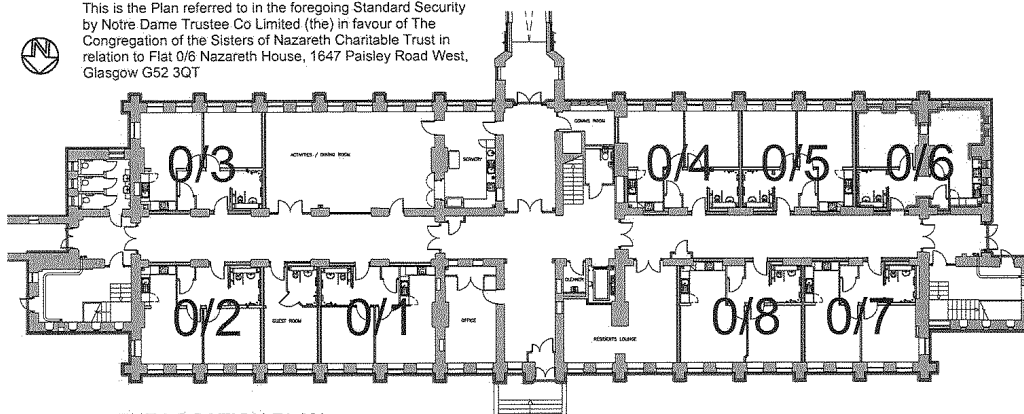 This is the Plan referred to in the foregoing Standard Security
by Notre Dame Trustee Co Limited (the) in favour of The
Congregation of the Sisters of Nazareth Charitable Trust in
relation to Flat 0/6 Nazareth House, 1647 Paisley Road West,
Glasgow G52 3QT
N
COMMS ROOM
0/3
ACTIVITIES / DINING ROOM
SERVERY
0/4
0/5
0/6
0/2
GUEST ROOM
0/1
OFFICE
RESIDENTS LOUNGE
0/8
0/7